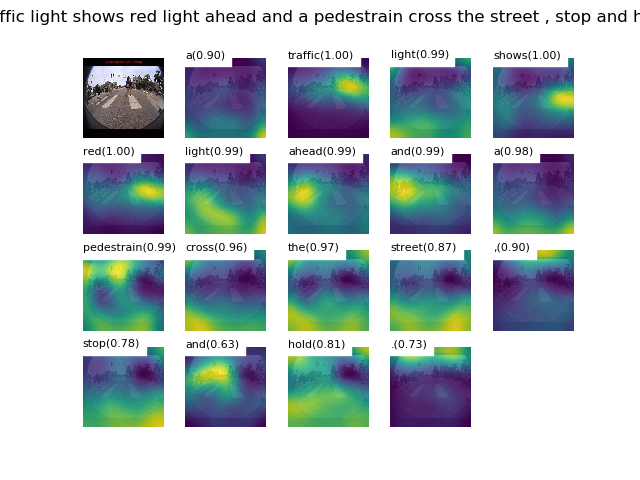 ffic light shows red light ahead and a pedestrain cross the street , stop and h
a(0.90)
traffic(1.00)
light(0.99)
shows(1.00)
red(1.00)
light(0.99)
ahead(0.99)
and(0.99)
a(0.98)
pedestrain(0.99)
cross(0.96)
the(0.97)
street(0.87)
,(0.90)
stop(0.78)
and(0.63)
hold(0.81)
.(0.73)